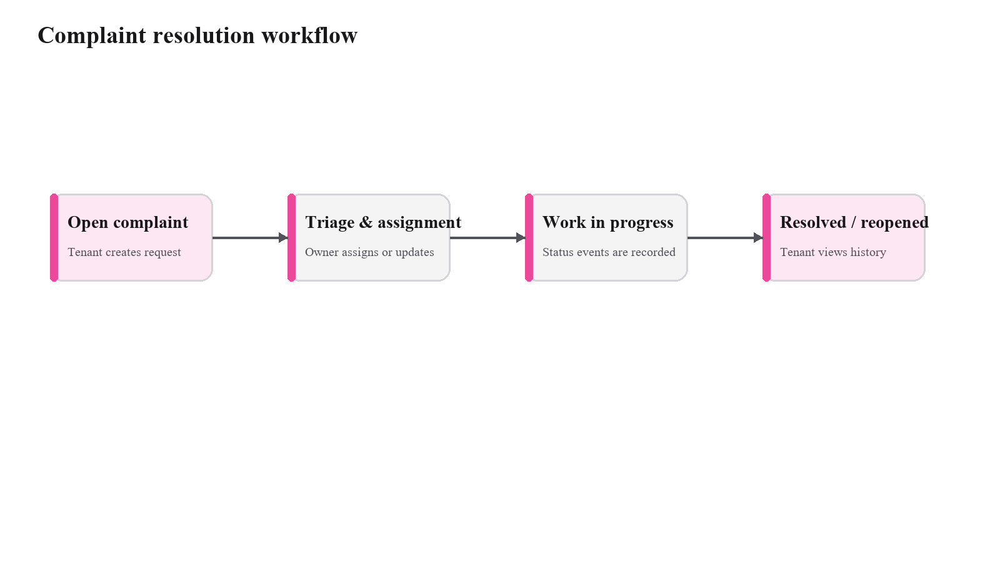 Complaint resolution workflow
Open complaint
Tenant creates request
Triage & assignment
Owner assigns or updates
Work in progress
Status events are recorded
Resolved / reopened
Tenant views history